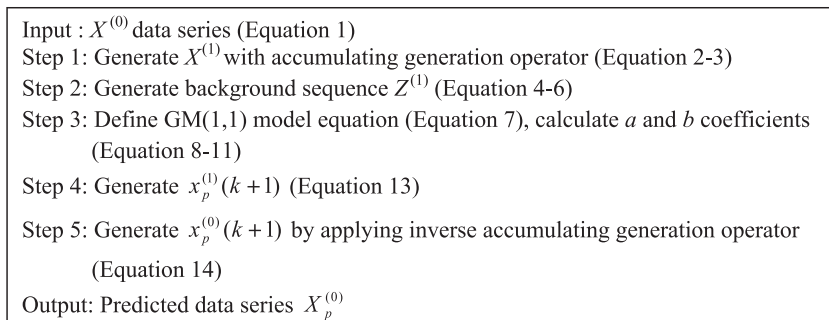 Input : X^(0) data series (Equation 1)
Step 1: Generate X^(1) with accumulating generation operator (Equation 2-3)
Step 2: Generate background sequence Z^(1) (Equation 4-6)
Step 3: Define GM(1,1) model equation (Equation 7), calculate a and b coefficients
(Equation 8-11)
Step 4: Generate x_p^(1)(k+1) (Equation 13)
Step 5: Generate x_p^(0)(k+1) by applying inverse accumulating generation operator
(Equation 14)
Output: Predicted data series X_p^(0)